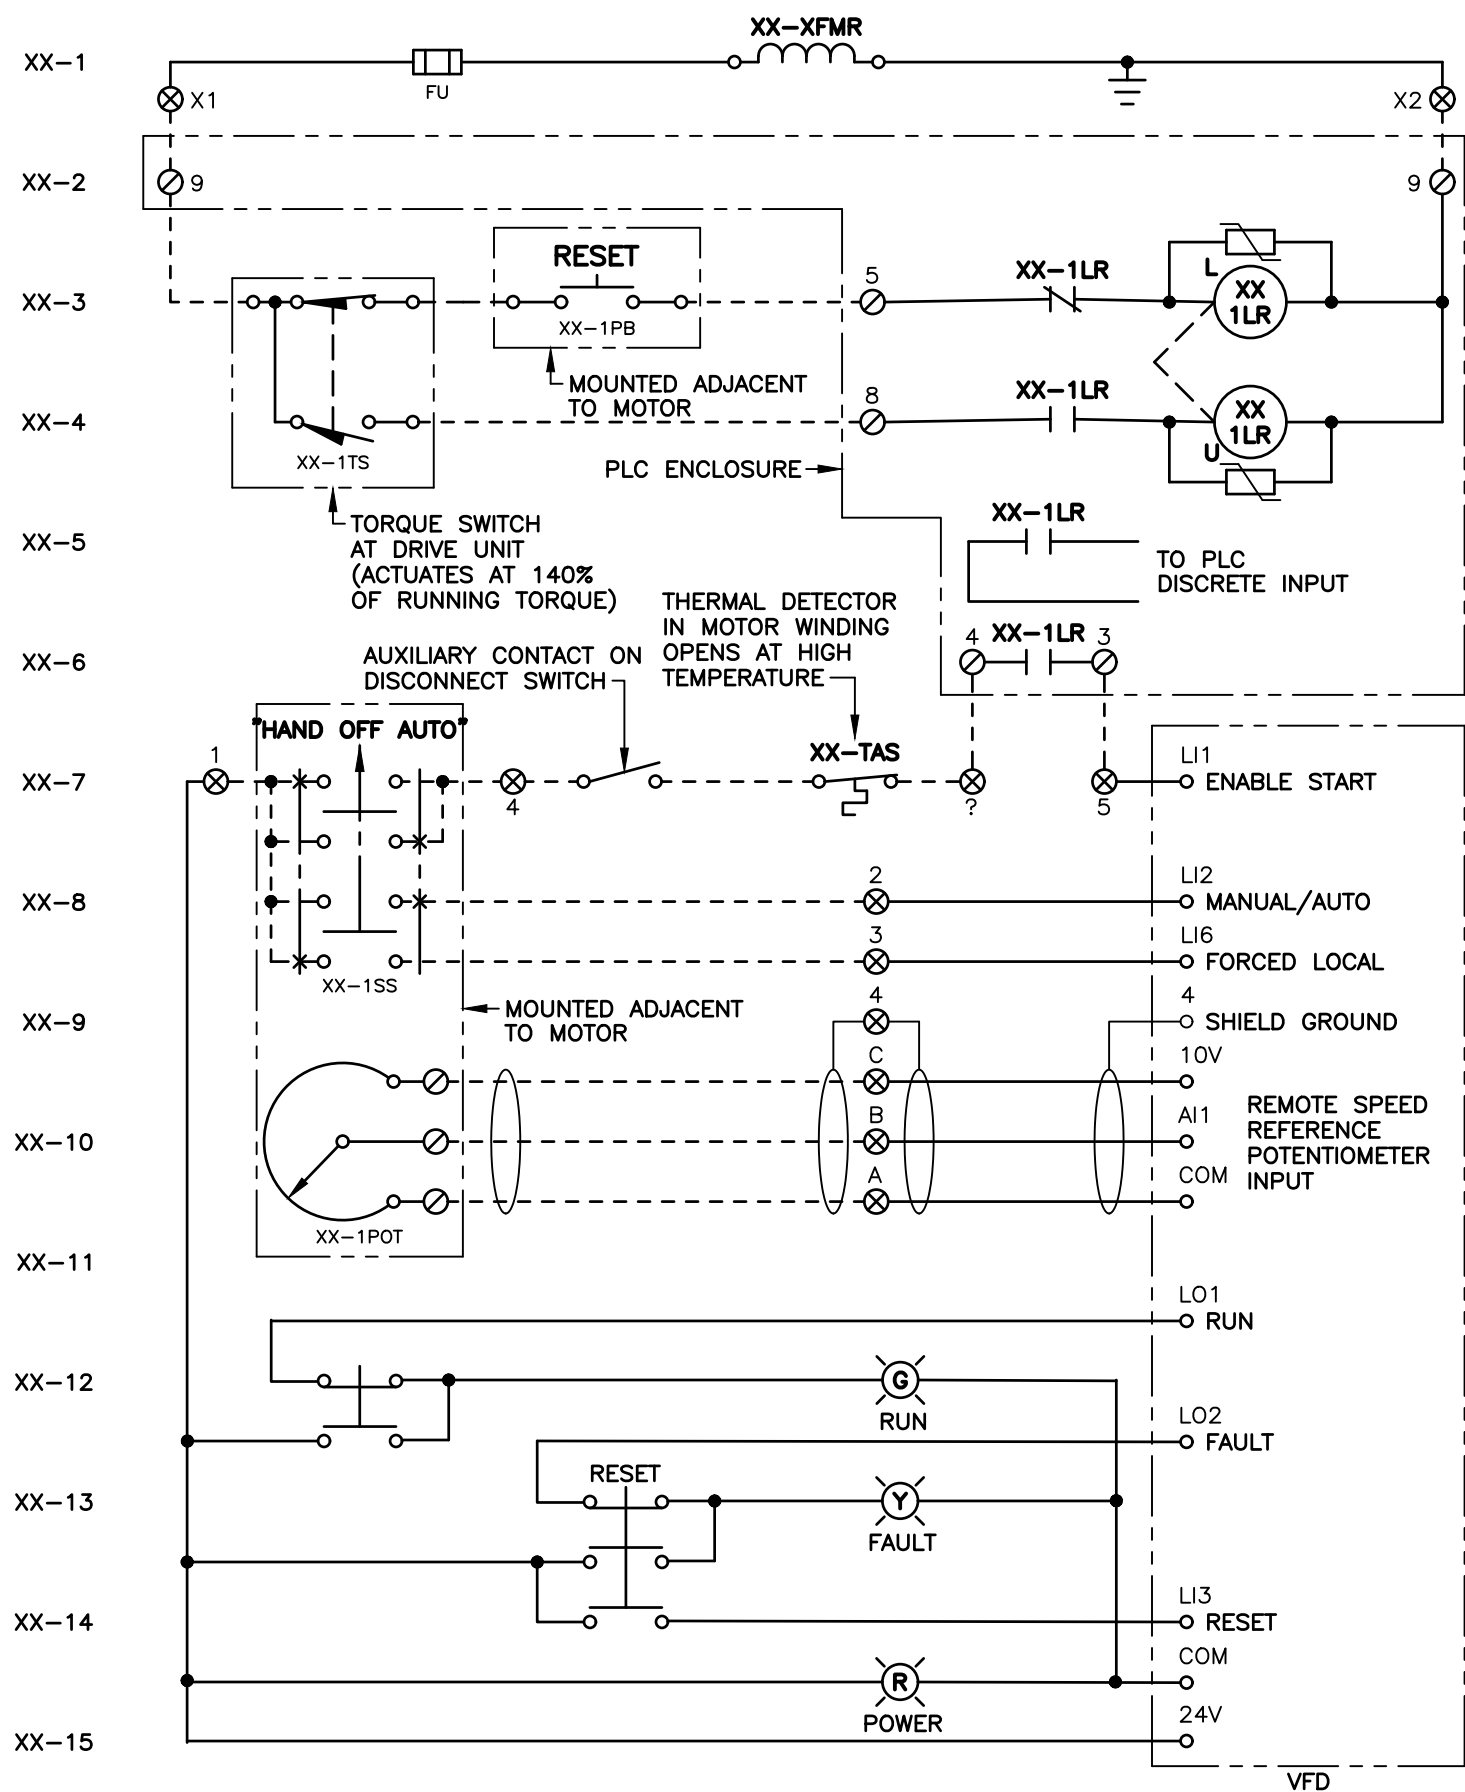 XX-XFMR
XX-1
FU
X1
X2
XX-2
9
9
RESET
5
XX-1LR
L
XX
1LR
XX-3
XX-1PB
MOUNTED ADJACENT
TO MOTOR
8
XX-1LR
XX
1LR
U
XX-4
XX-1TS
PLC ENCLOSURE
TORQUE SWITCH
AT DRIVE UNIT
(ACTUATES AT 140%
OF RUNNING TORQUE)
XX-1LR
XX-5
TO PLC
DISCRETE INPUT
THERMAL DETECTOR
IN MOTOR WINDING
OPENS AT HIGH
TEMPERATURE
4
XX-1LR
3
XX-6
AUXILIARY CONTACT ON
DISCONNECT SWITCH
"HAND OFF AUTO"
1
XX-TAS
LI1
XX-7
ENABLE START
4
?
5
2
LI2
XX-8
MANUAL/AUTO
3
LI6
FORCED LOCAL
XX-1SS
4
4
XX-9
MOUNTED ADJACENT
TO MOTOR
SHIELD GROUND
C
10V
B
AI1
REMOTE SPEED
REFERENCE
POTENTIOMETER
INPUT
XX-10
A
COM
XX-1POT
XX-11
LO1
RUN
XX-12
G
RUN
LO2
FAULT
RESET
XX-13
Y
FAULT
LI3
XX-14
RESET
COM
R
POWER
24V
XX-15
VFD